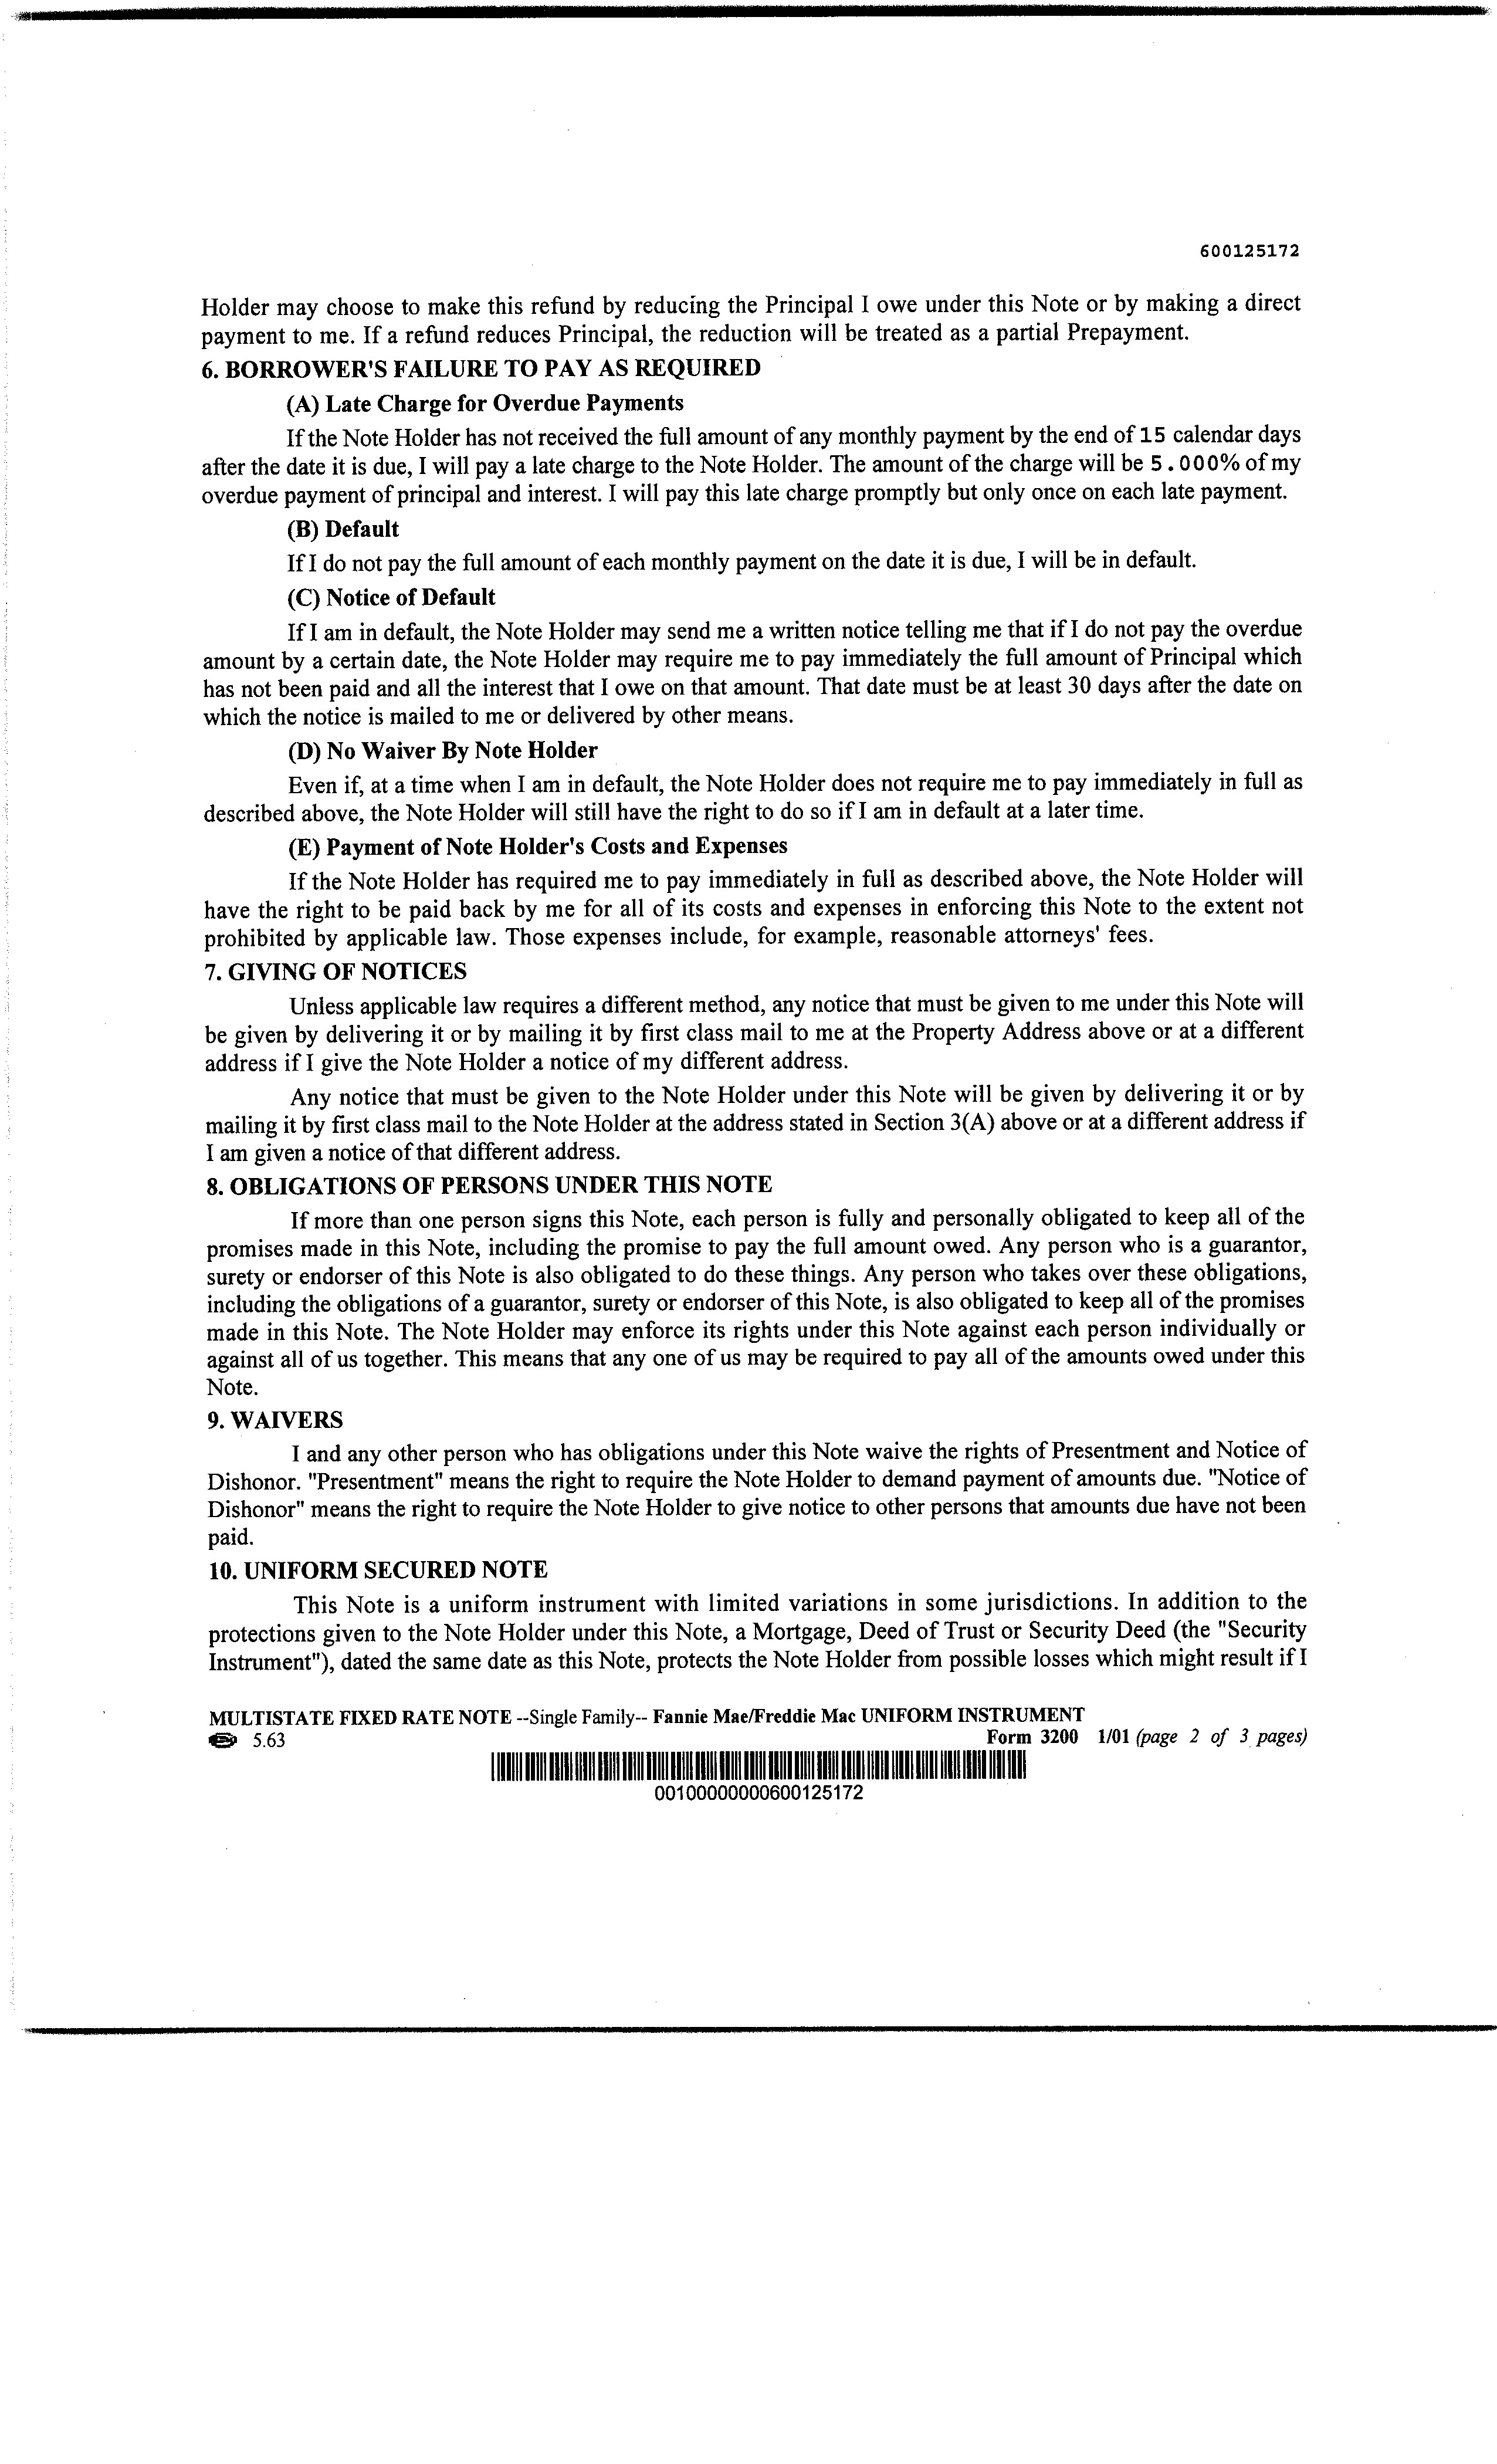 600125172
Holder may choose to make this refund by reducing the Principal I owe under this Note or by making a direct
payment to me. If a refund reduces Principal, the reduction will be treated as a partial Prepayment.
6. BORROWER'S FAILURE TO PAY AS REQUIRED
(A) Late Charge for Overdue Payments
If the Note Holder has not received the full amount of any monthly payment by the end of 15 calendar days
after the date it is due, I will pay a late charge to the Note Holder. The amount of the charge will be 5.000% of my
overdue payment of principal and interest. I will pay this late charge promptly but only once on each late payment.
(B) Default
If I do not pay the full amount of each monthly payment on the date it is due, I will be in default.
(C) Notice of Default
If I am in default, the Note Holder may send me a written notice telling me that if I do not pay the overdue
amount by a certain date, the Note Holder may require me to pay immediately the full amount of Principal which
has not been paid and all the interest that I owe on that amount. That date must be at least 30 days after the date on
which the notice is mailed to me or delivered by other means.
(D) No Waiver By Note Holder
Even if, at a time when I am in default, the Note Holder does not require me to pay immediately in full as
described above, the Note Holder will still have the right to do so if I am in default at a later time.
(E) Payment of Note Holder's Costs and Expenses
If the Note Holder has required me to pay immediately in full as described above, the Note Holder will
have the right to be paid back by me for all of its costs and expenses in enforcing this Note to the extent not
prohibited by applicable law. Those expenses include, for example, reasonable attorneys' fees.
7. GIVING OF NOTICES
Unless applicable law requires a different method, any notice that must be given to me under this Note will
be given by delivering it or by mailing it by first class mail to me at the Property Address above or at a different
address if I give the Note Holder a notice of my different address.
Any notice that must be given to the Note Holder under this Note will be given by delivering it or by
mailing it by first class mail to the Note Holder at the address stated in Section 3(A) above or at a different address if
I am given a notice of that different address.
8. OBLIGATIONS OF PERSONS UNDER THIS NOTE
If more than one person signs this Note, each person is fully and personally obligated to keep all of the
promises made in this Note, including the promise to pay the full amount owed. Any person who is a guarantor,
surety or endorser of this Note is also obligated to do these things. Any person who takes over these obligations,
including the obligations of a guarantor, surety or endorser of this Note, is also obligated to keep all of the promises
made in this Note. The Note Holder may enforce its rights under this Note against each person individually or
against all of us together. This means that any one of us may be required to pay all of the amounts owed under this
Note.
9. WAIVERS
I and any other person who has obligations under this Note waive the rights of Presentment and Notice of
Dishonor. "Presentment" means the right to require the Note Holder to demand payment of amounts due. "Notice of
Dishonor" means the right to require the Note Holder to give notice to other persons that amounts due have not been
paid.
10. UNIFORM SECURED NOTE
This Note is a uniform instrument with limited variations in some jurisdictions. In addition to the
protections given to the Note Holder under this Note, a Mortgage, Deed of Trust or Security Deed (the "Security
Instrument"), dated the same date as this Note, protects the Note Holder from possible losses which might result if I
MULTISTATE FIXED RATE NOTE --Single Family-- Fannie Mae/Freddie Mac UNIFORM INSTRUMENT
5.63 Form 3200 1/01 (page 2 of 3 pages)
00100000000600125172